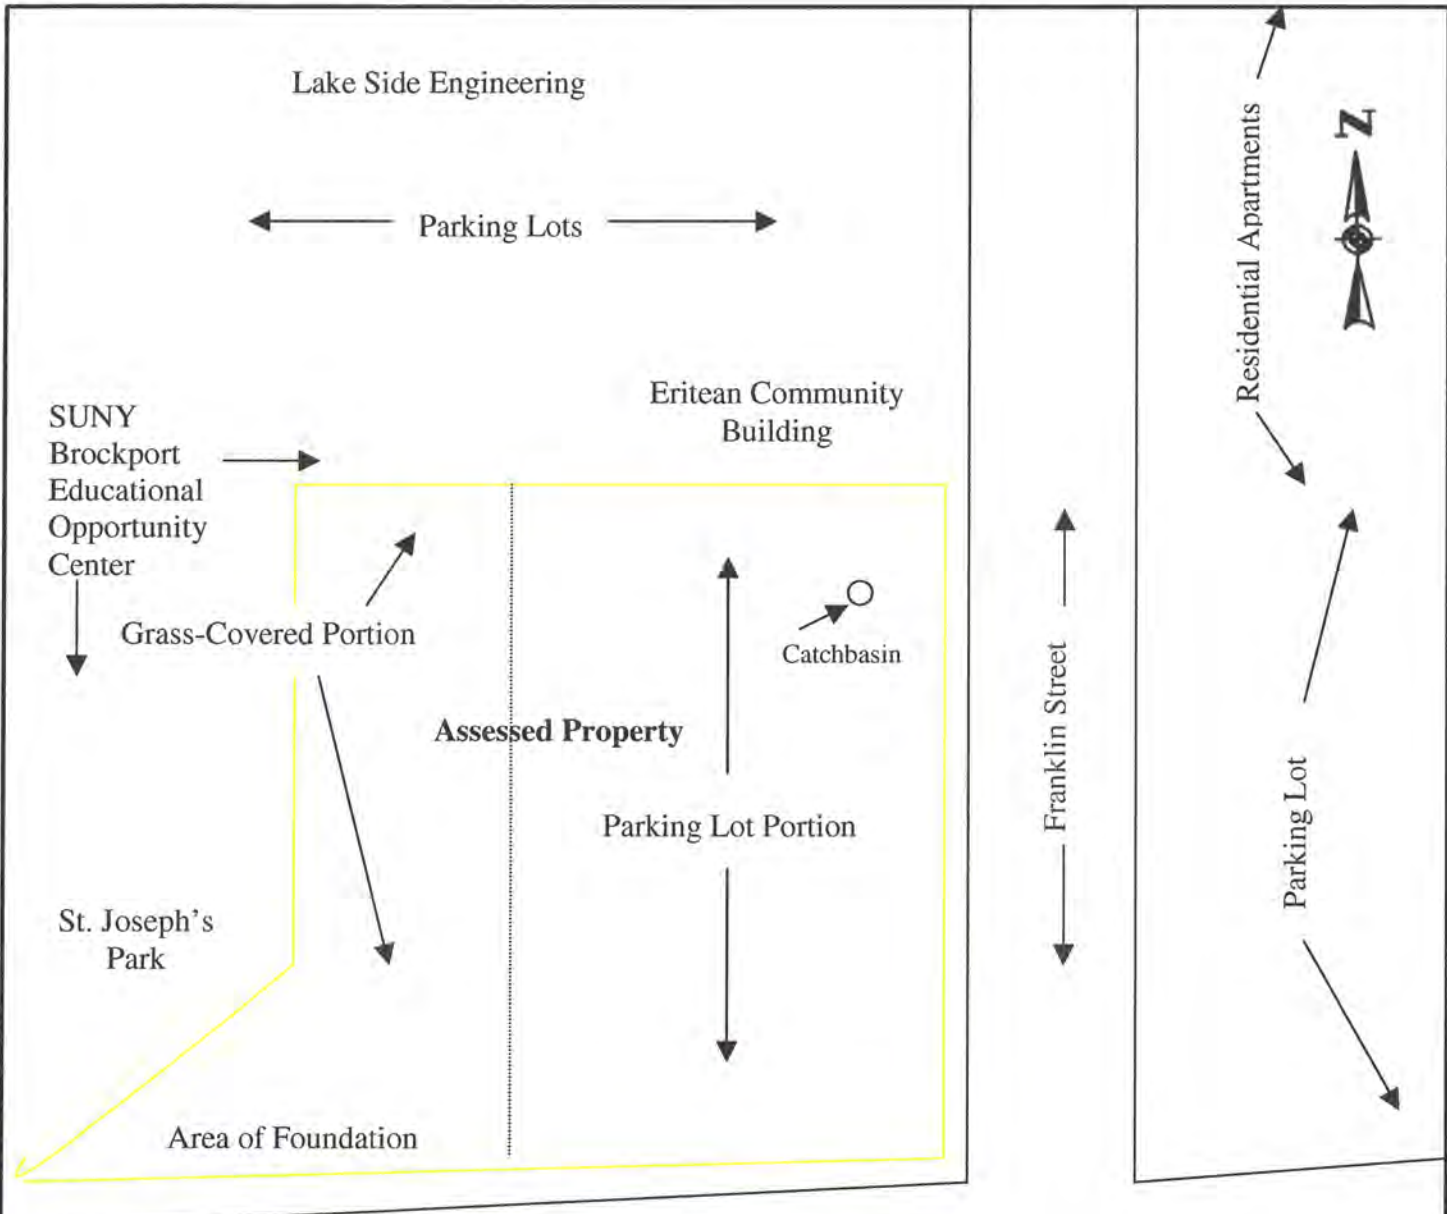 Lake Side Engineering
Parking Lots
N
Residential Apartments
Eritean Community
Building
SUNY
Brockport
Educational
Opportunity
Center
Grass-Covered Portion
Catchbasin
Assessed Property
Franklin Street
Parking Lot Portion
Parking Lot
St. Joseph's
Park
Area of Foundation